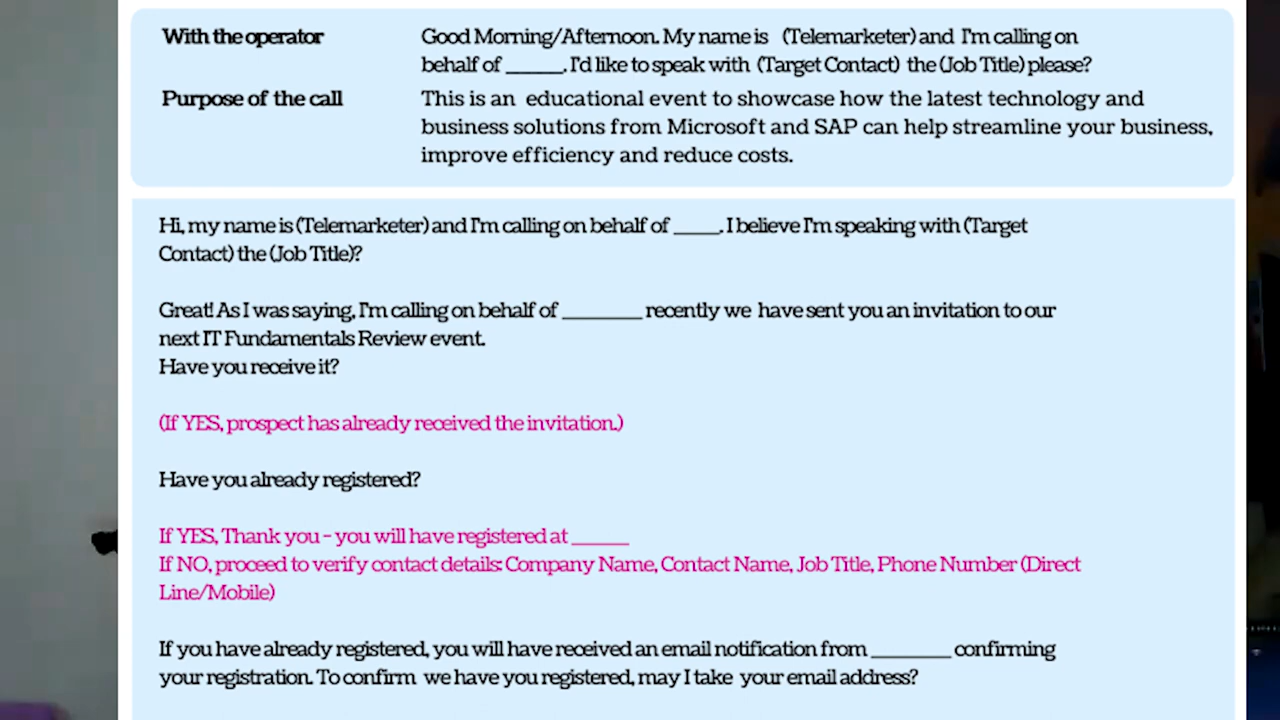 With the operator
Good Morning/Afternoon. My name is (Telemarketer) and I'm calling on
behalf of ______. I'd like to speak with (Target Contact) the (Job Title) please?
Purpose of the call
This is an educational event to showcase how the latest technology and
business solutions from Microsoft and SAP can help streamline your business,
improve efficiency and reduce costs.
Hi, my name is (Telemarketer) and I'm calling on behalf of _____. I believe I'm speaking with (Target
Contact) the (Job Title)?
Great! As I was saying, I'm calling on behalf of ________ recently we have sent you an invitation to our
next IT Fundamentals Review event.
Have you receive it?
(If YES, prospect has already received the invitation.)
Have you already registered?
If YES, Thank you – you will have registered at ______
If NO, proceed to verify contact details: Company Name, Contact Name, Job Title, Phone Number (Direct
Line/Mobile)
If you have already registered, you will have received an email notification from ________ confirming
your registration. To confirm we have you registered, may I take your email address?